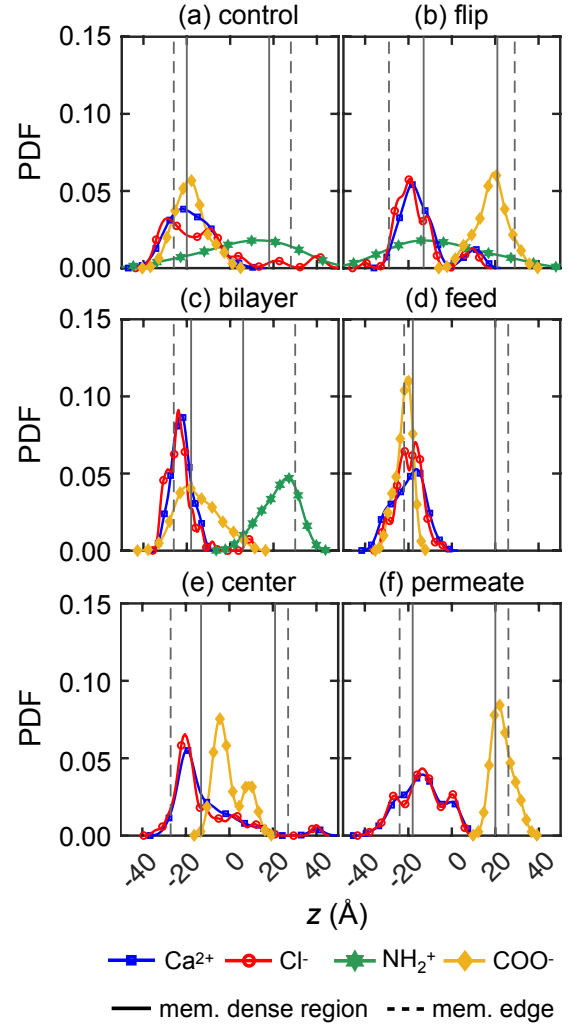 (a) control (b) flip
0.15
0.10
0.05
0.00
PDF
(c) bilayer (d) feed
0.15
0.10
0.05
0.00
PDF
(e) center (f) permeate
0.15
0.10
0.05
0.00
PDF
-40 -20 0 20 40 -40 -20 0 20 40
z (Å)
Ca²⁺ Cl⁻ NH₂⁺ COO⁻
mem. dense region mem. edge